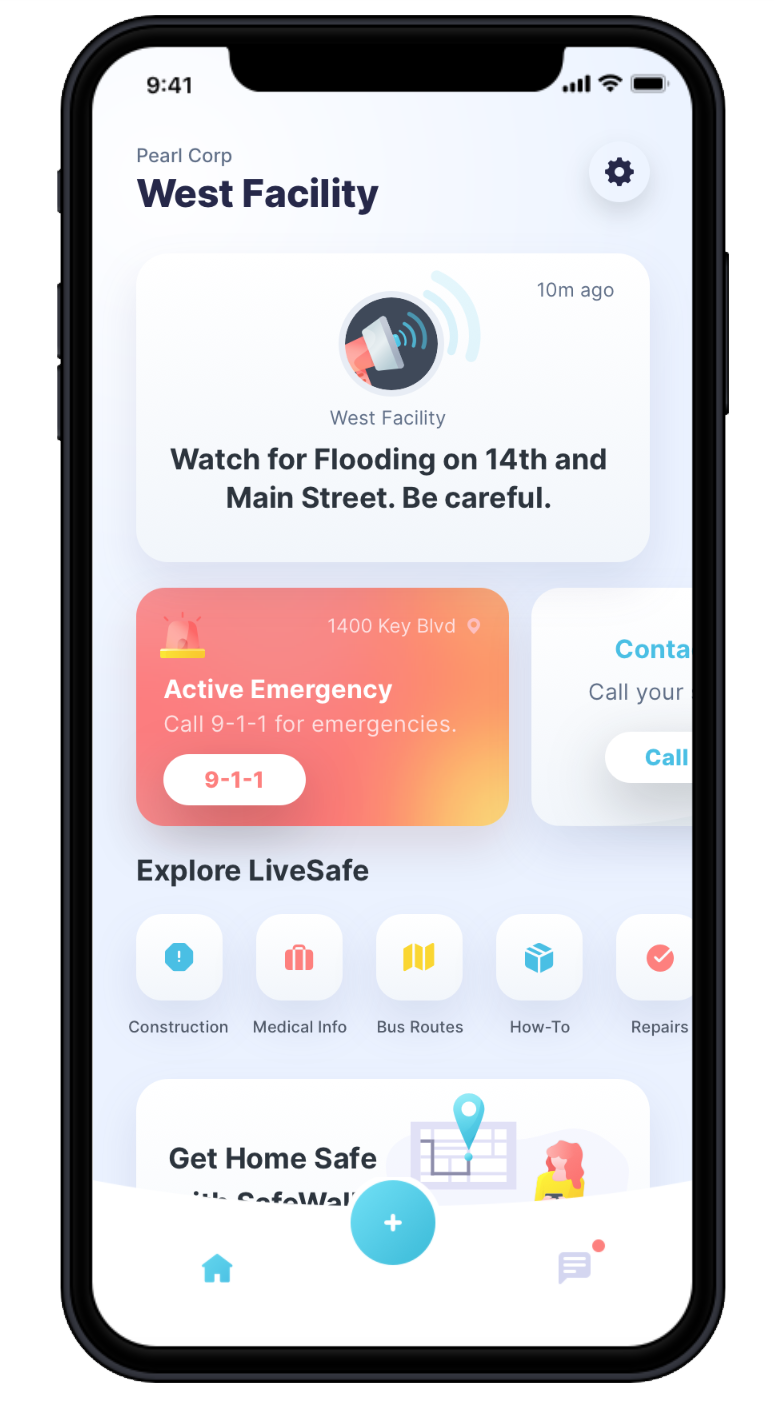 9:41
Pearl Corp
West Facility
10m ago
West Facility
Watch for Flooding on 14th and
Main Street. Be careful.
1400 Key Blvd
Active Emergency
Call 9-1-1 for emergencies.
9-1-1
Call your
Call
Explore LiveSafe
Construction
Medical Info
Bus Routes
How-To
Repairs
Get Home Safe